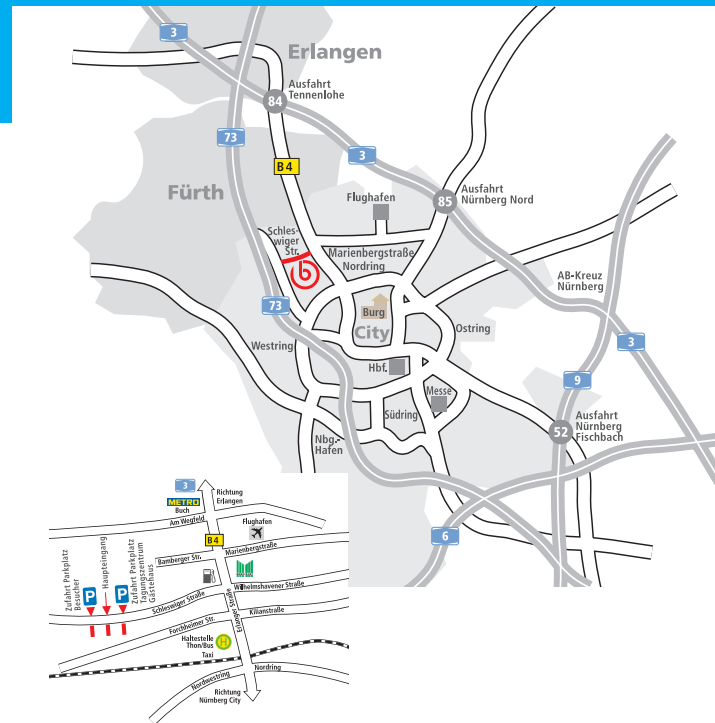 3
Erlangen
Ausfahrt
Tennenlohe
84
73
3
B 4
Fürth
Flughafen
85
Ausfahrt
Nürnberg Nord
Schles-
wiger
Str.
Marienbergstraße
Nordring
AB-Kreuz
Nürnberg
73
Burg
City
Ostring
Westring
3
Hbf.
9
Messe
Südring
Ausfahrt
Nürnberg
Fischbach
52
Nbg.-
Hafen
6
3
Richtung
Erlangen
METRO
Buch
Am Wegfeld
Flughafen
B 4
Marienbergstraße
Bamberger Str.
Zufahrt Parkplatz
Besucher
Haupteingang
Zufahrt Parkplatz
Tagungszentrum
Gästehaus
P
P
Wilhelmshavener Straße
Schleswiger Straße
Erlanger Straße
Kilianstraße
Forchheimer Str.
Haltestelle
Thon/Bus
H
Taxi
Nordwestring
Nordring
Richtung
Nürnberg City